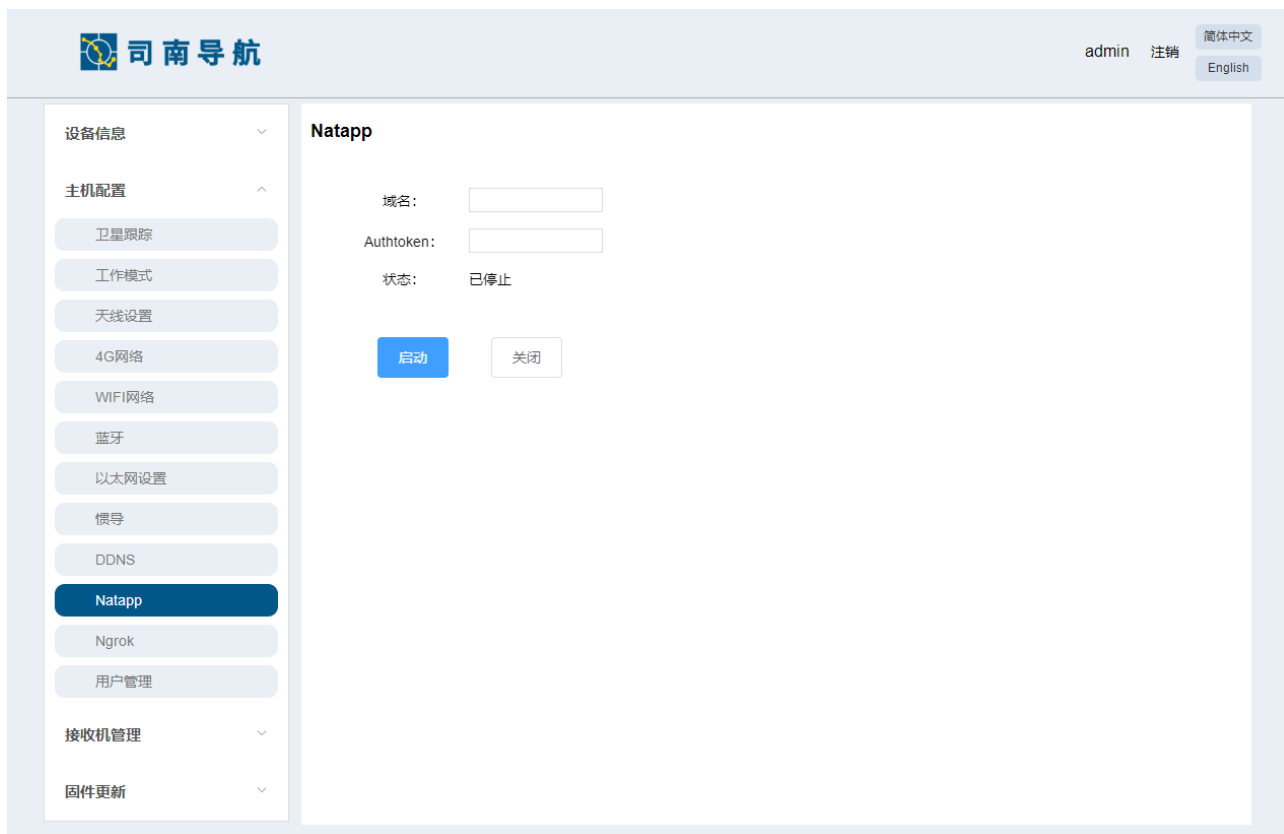 司南导航
admin 注销
简体中文
English
设备信息
主机配置
卫星跟踪
工作模式
天线设置
4G网络
WIFI网络
蓝牙
以太网设置
惯导
DDNS
Natapp
Ngrok
用户管理
接收机管理
固件更新
Natapp
域名:
Authtoken:
状态: 已停止
启动 关闭